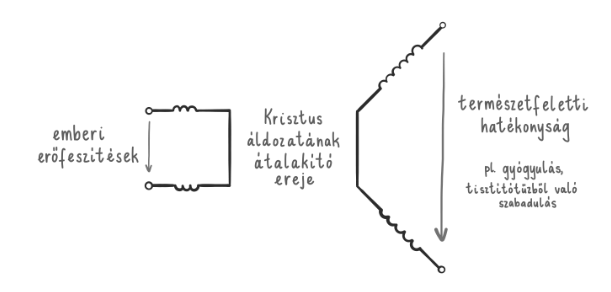 emberi
erőfeszítések
Krisztus
áldozatának
átalakító
ereje
természetfeletti
hatékonyság
pl. gyógyulás,
tisztítótűzből való
szabadulás